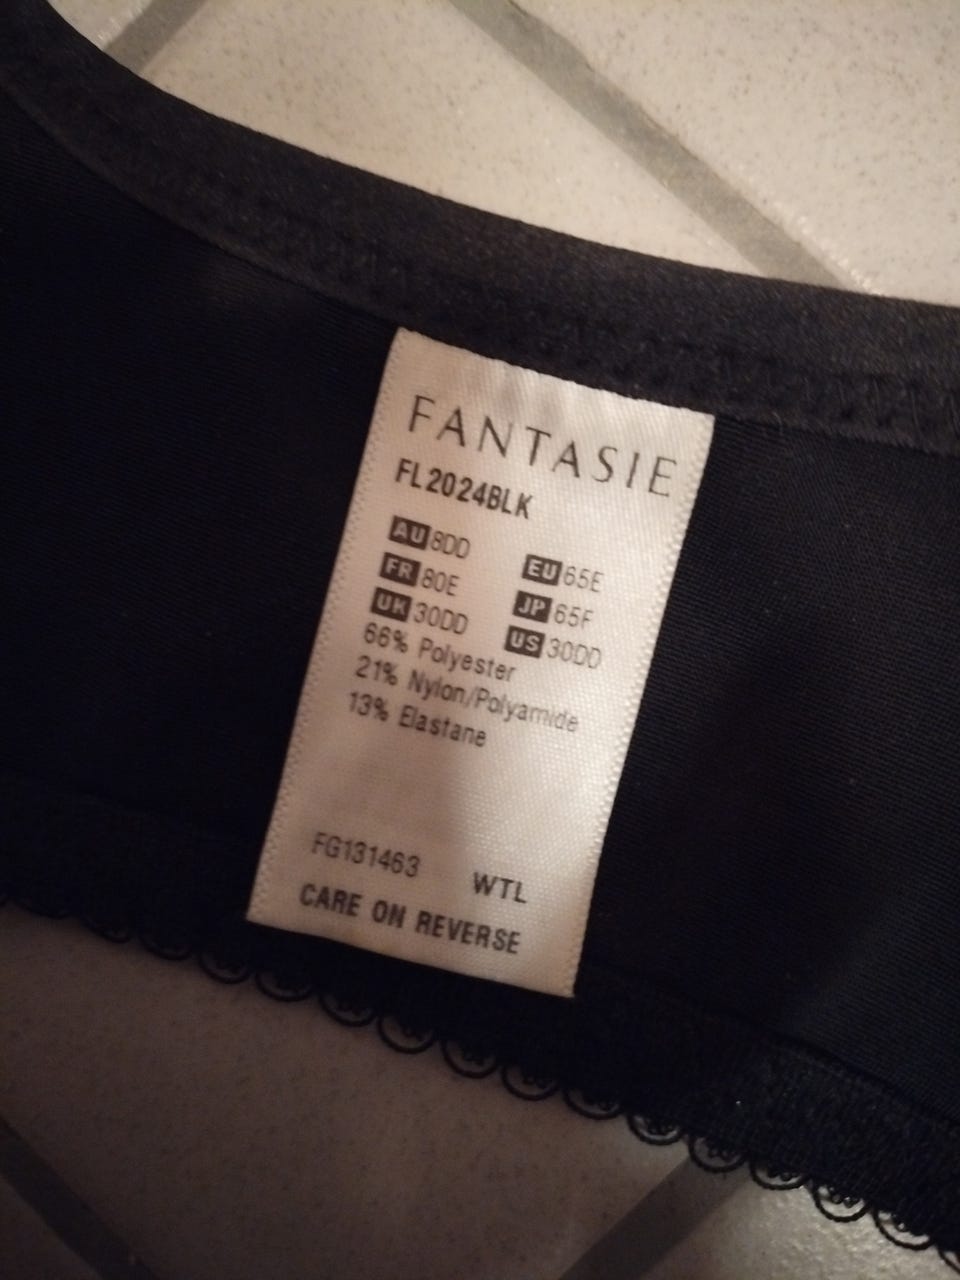 FANTASIE
FL2024BLK
AU 8DD
FR 80E EU 65E
UK 30DD JP 65F
US 30DD
66% Polyester
21% Nylon/Polyamide
13% Elastane
FG131463 WTL
CARE ON REVERSE